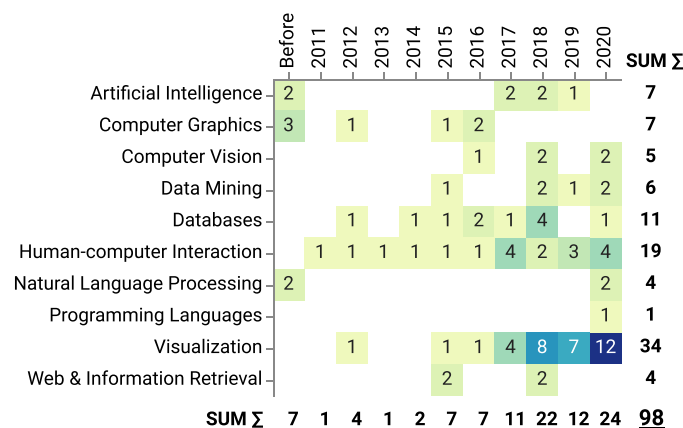 Before 2011 2012 2013 2014 2015 2016 2017 2018 2019 2020 SUM Σ
Artificial Intelligence 2 2 2 1 7
Computer Graphics 3 1 1 2 7
Computer Vision 1 2 2 5
Data Mining 1 2 1 2 6
Databases 1 1 1 2 1 4 1 11
Human-computer Interaction 1 1 1 1 1 1 4 2 3 4 19
Natural Language Processing 2 2 4
Programming Languages 1 1
Visualization 1 1 1 4 8 7 12 34
Web & Information Retrieval 2 2 4
SUM Σ 7 1 4 1 2 7 7 11 22 12 24 98